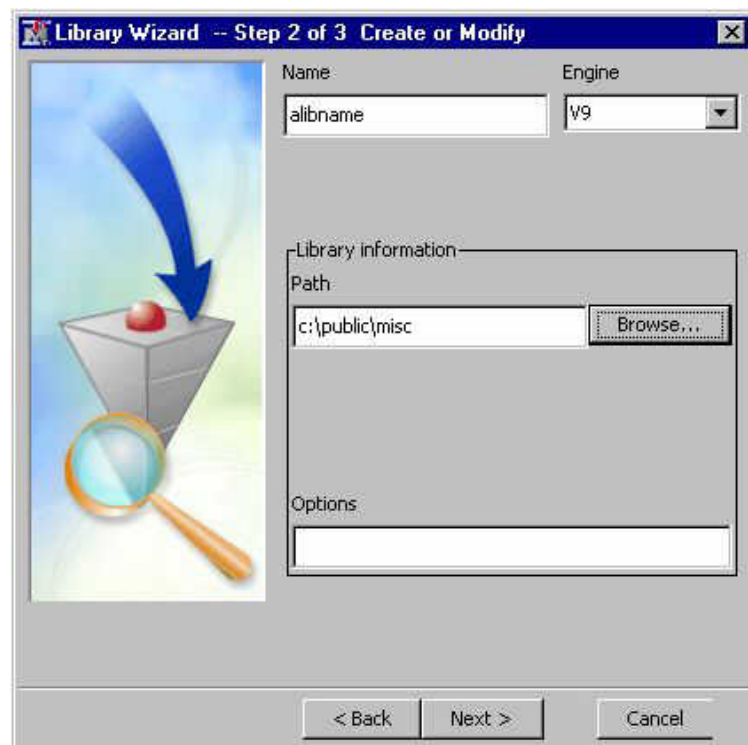 Library Wizard -- Step 2 of 3 Create or Modify
Name
Engine
alibname
V9
Library information
Path
c:\public\misc
Browse...
Options
< Back
Next >
Cancel